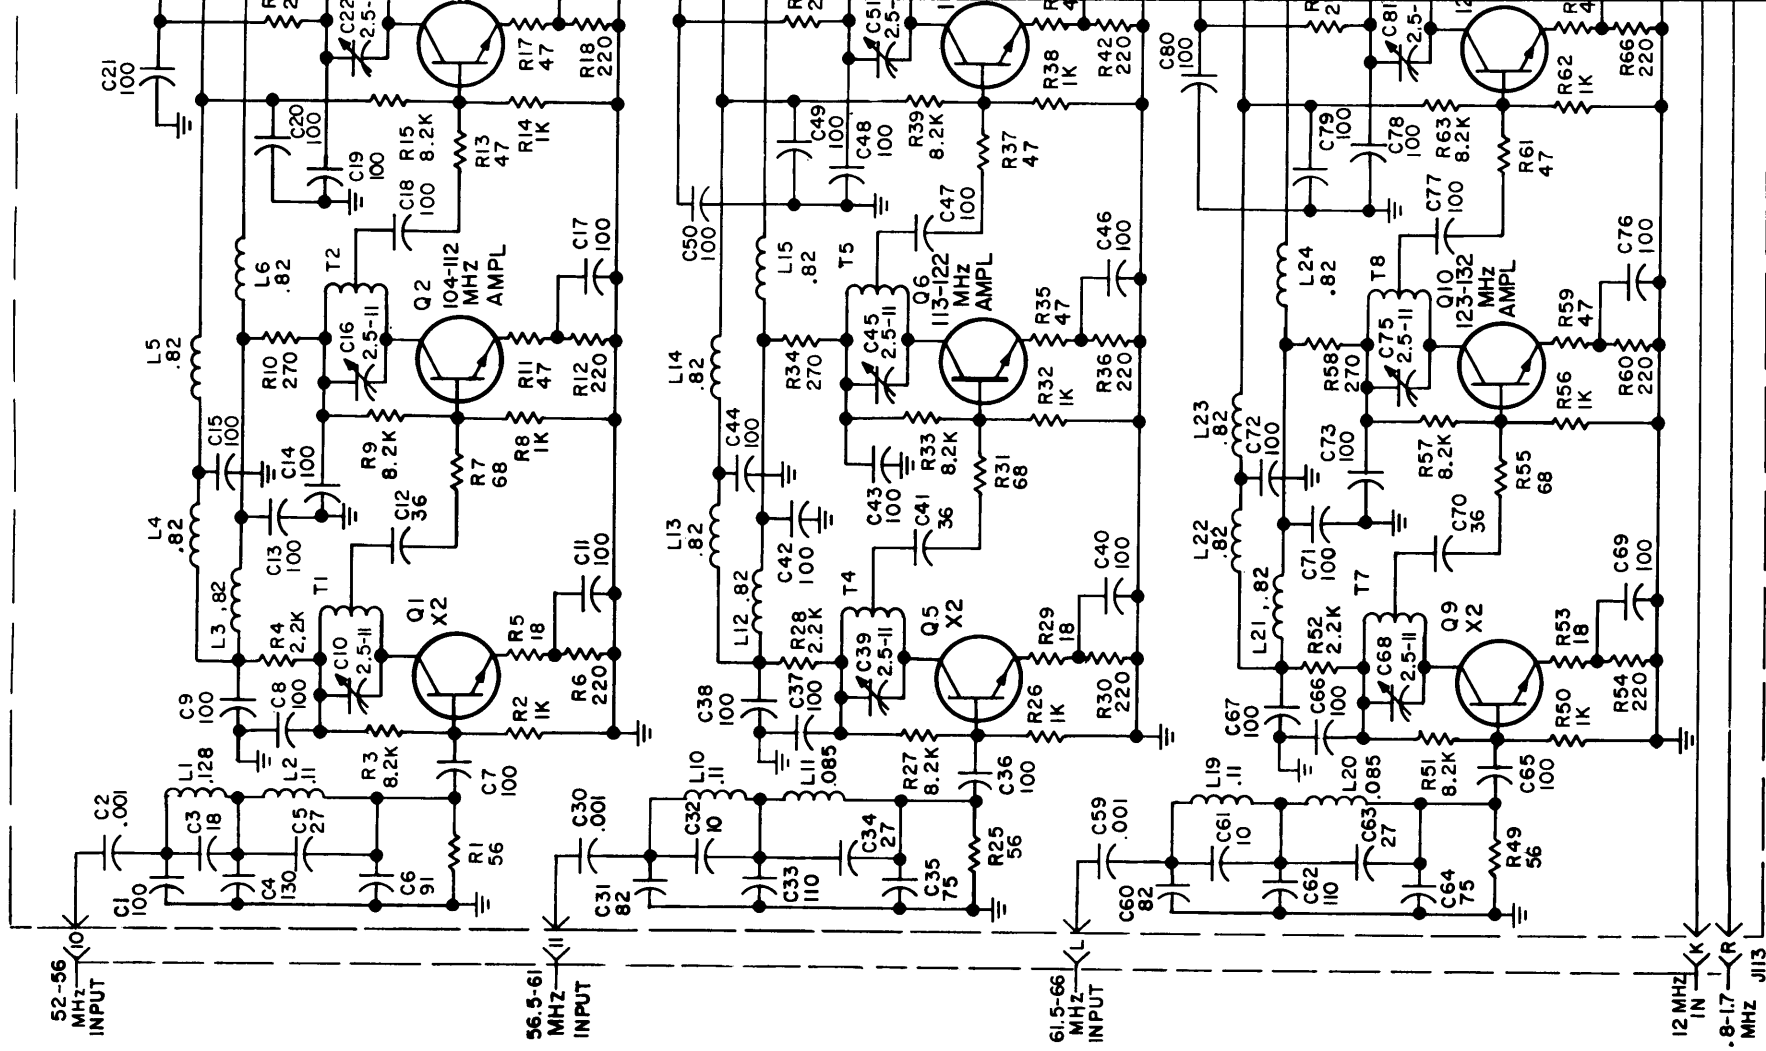 C21
100
C20
100
C19
100
C22
2.5-
R15
8.2K
R13
47
R14
1K
R17
47
R18
220
C18
100
C17
100
L5
.82
L6
.82
T2
Q2
104-112
MHz
AMPL
R10
270
C16
2.5-11
R11
47
R12
220
C15
100
C14
100
R9
8.2K
R7
68
R8
1K
L4
.82
C13
100
C12
36
C11
100
L3
.82
T1
Q1
X2
R4
2.2K
C10
2.5-11
R5
18
R6
220
C9
100
C8
100
R3
8.2K
R2
1K
C7
100
L1
.128
L2
.11
C2
.001
C3
18
C5
27
R1
56
C1
100
C4
130
C6
91
10
52-56
MHz
INPUT
C51
2.5-
R38
1K
R42
220
C49
100
C48
100
R39
8.2K
R37
47
C50
100
C47
100
C46
100
L15
.82
T5
Q6
113-122
MHz
AMPL
L14
.82
R34
270
C45
2.5-11
R35
47
R36
220
R32
1K
C44
100
C43
100
R33
8.2K
R31
68
L13
.82
C42
100
C41
36
C40
100
L12
.82
T4
Q5
X2
R28
2.2K
C39
2.5-11
R29
18
R30
220
C38
100
C37
100
R27
8.2K
R26
1K
C36
100
L10
.11
L11
.085
C30
.001
C32
10
C34
27
R25
56
C31
82
C33
110
C35
75
11
56.5-61
MHz
INPUT
C80
100
C81
2.5-
R62
1K
R66
220
C79
100
C78
100
R63
8.2K
R61
47
C77
100
C76
100
L24
.82
T8
Q10
123-132
MHz
AMPL
R58
270
C75
2.5-11
R59
47
R60
220
R56
1K
L23
.82
C72
100
C73
100
R57
8.2K
R55
68
L22
.82
C71
100
C70
36
C69
100
L21
.82
T7
Q9
X2
R52
2.2K
C68
2.5-11
R53
18
R54
220
C67
100
C66
100
R51
8.2K
R50
1K
C65
100
L19
.11
L20
.085
C59
.001
C61
10
C63
27
R49
56
C60
82
C62
110
C64
75
L
61.5-66
MHz
INPUT
K
12 MHz
IN
R
.8-1.7
MHz
J113